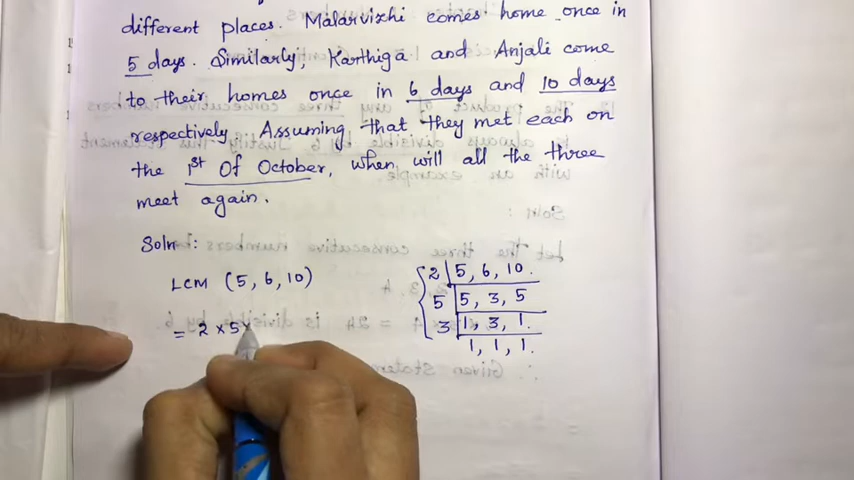 different places. Malarvizhi comes home once in
5 days. Similarly, Karthiga and Anjali come
to their homes once in 6 days and 10 days
respectively. Assuming that they met each on
the 1st Of October, when will all the three
meet again.
Soln :
LCM (5, 6, 10)
= 2 × 5 ×
2 | 5, 6, 10.
5 | 5, 3, 5
3 | 1, 3, 1.
1, 1, 1.